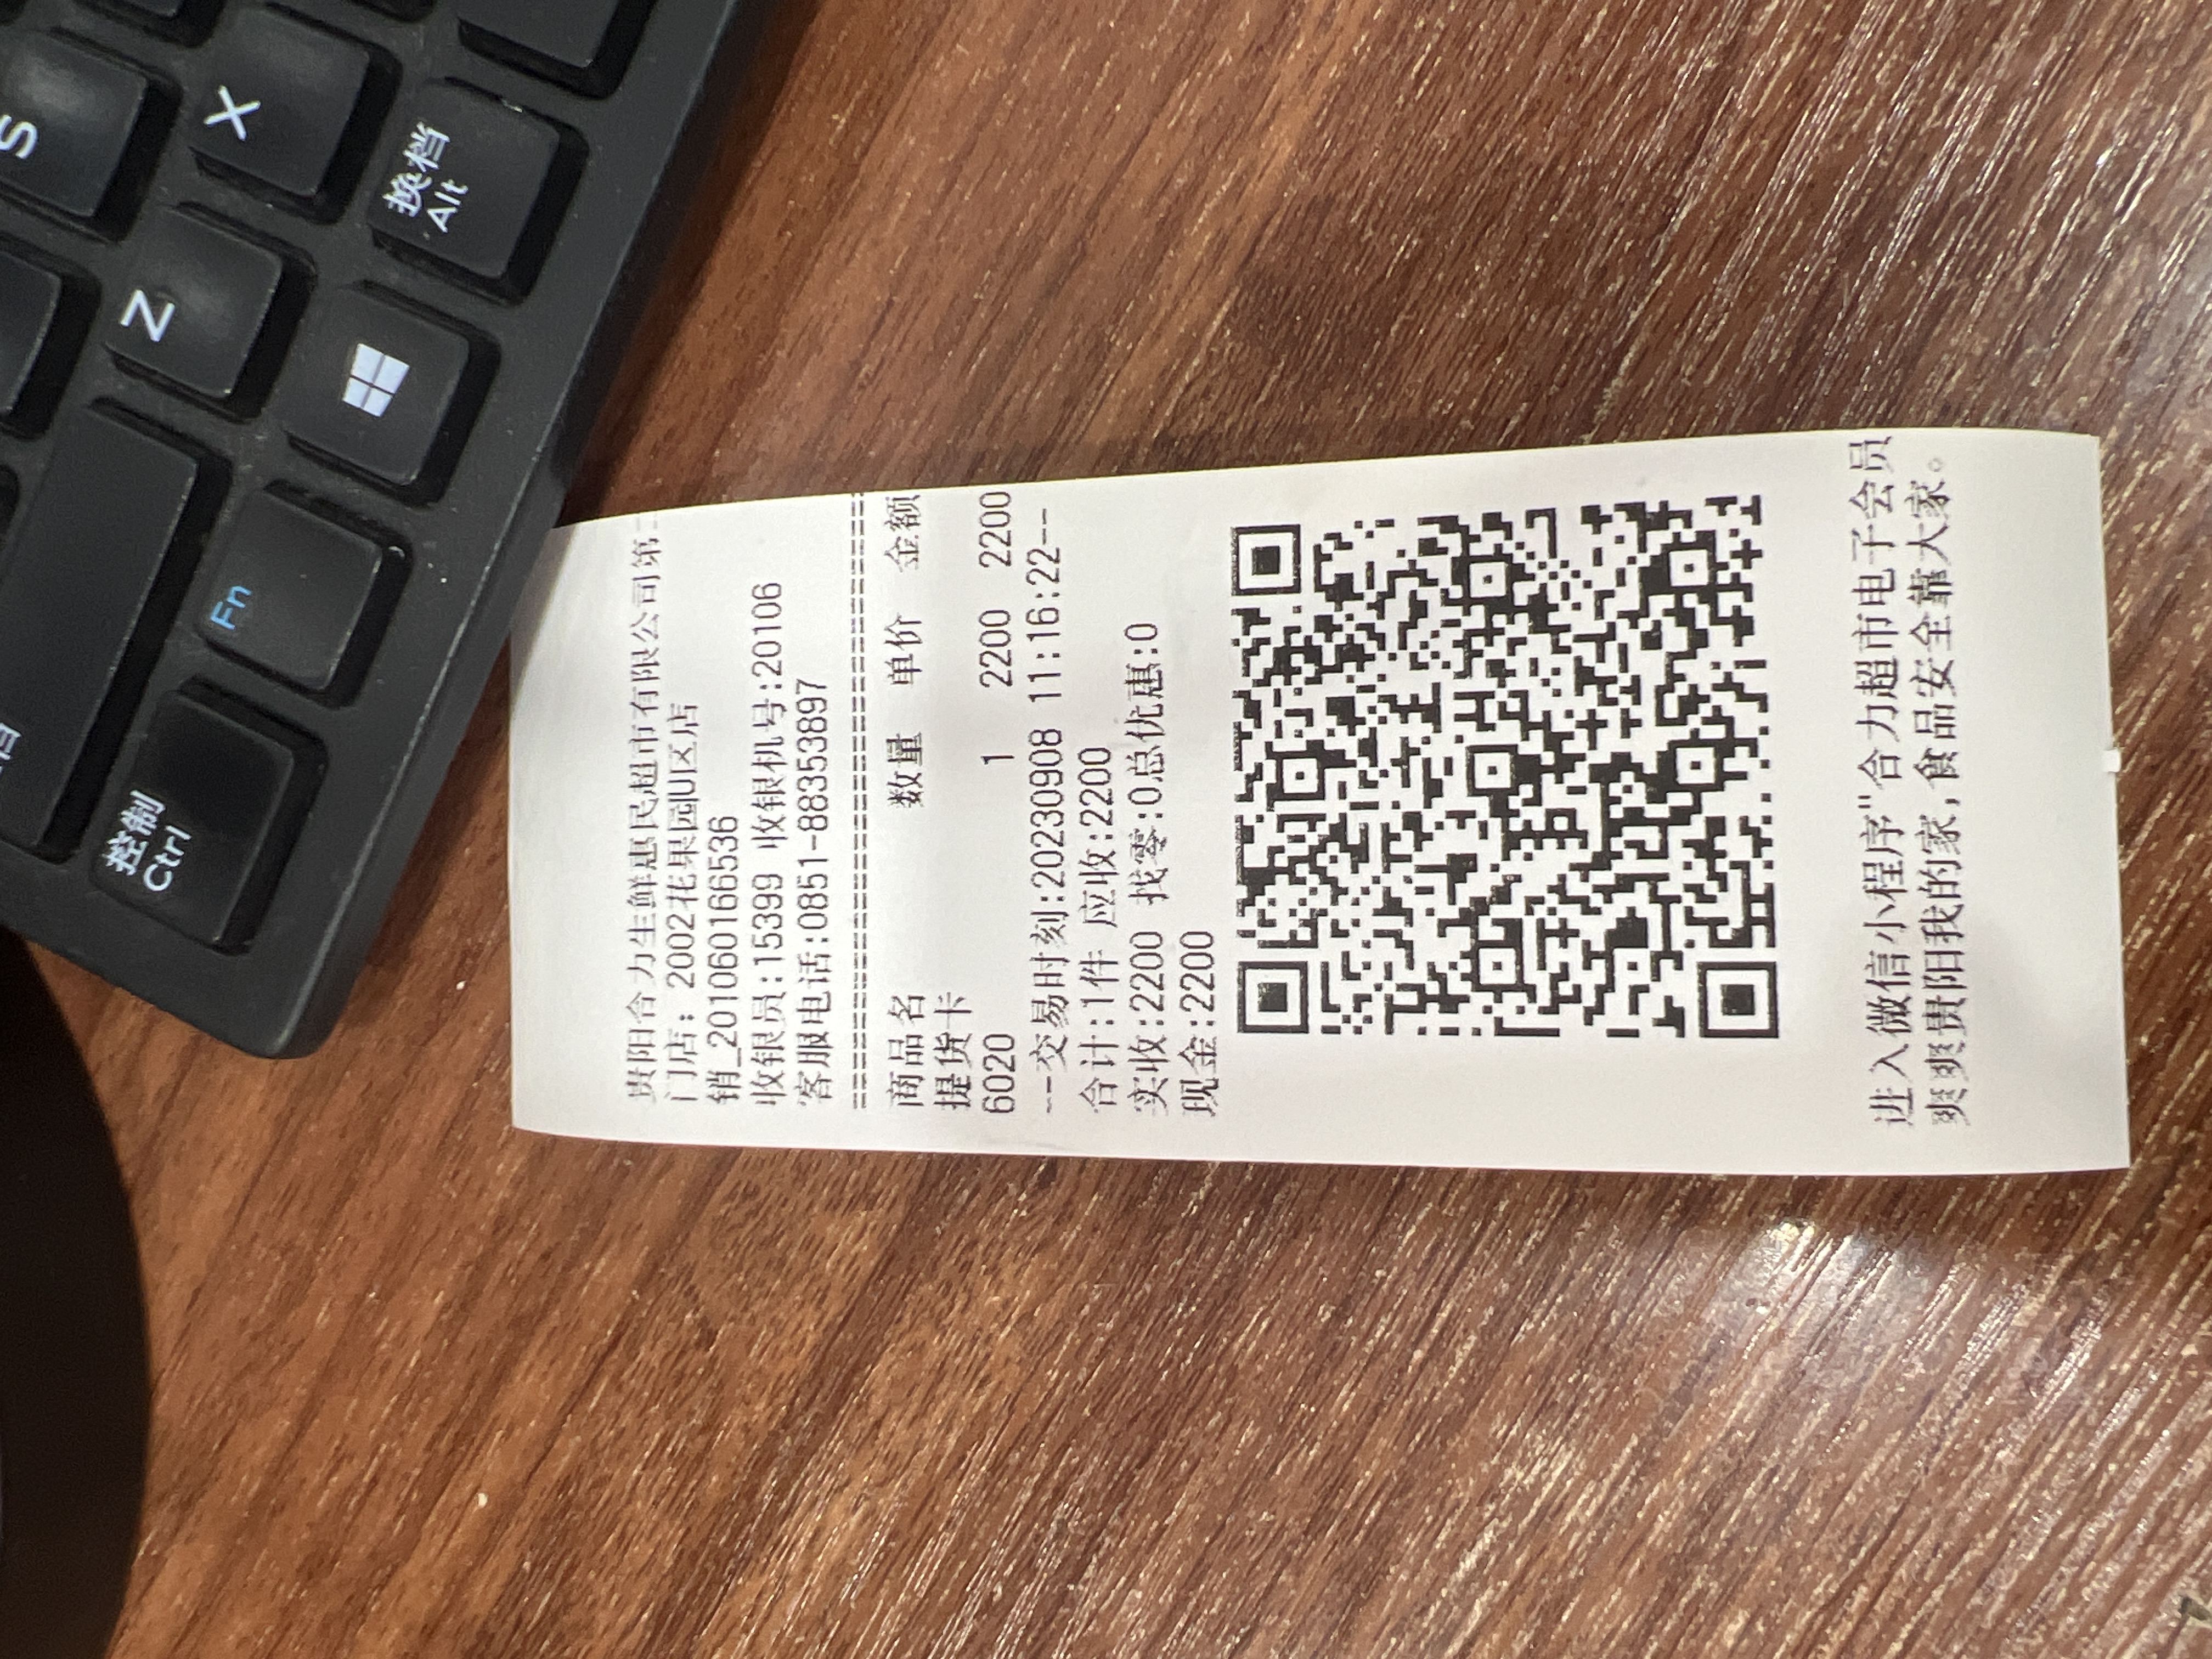 贵阳合力生鲜惠民超市有限公司第
门店: 2002花果园U区店
销_201060166536
收银员:15399 收银机号:20106
客服电话:0851-88353897
商品名 数量 单价 金额
提货卡
6020 1 2200 2200
--交易时刻:20230908 11:16:22--
合计:1件 应收:2200
实收:2200 找零:0总优惠:0
现金:2200
进入微信小程序"合力超市电子会员
爽爽贵阳我的家,食品安全靠大家。
S
X
Z
换档
Alt
Fn
控制
Ctrl